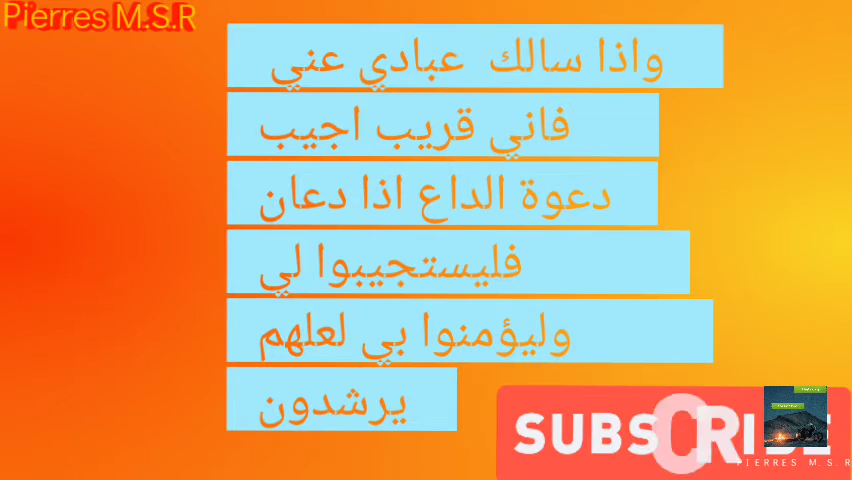 Pierres M.S.R
واذا سالك عبادي عني
فاني قريب اجيب
دعوة الداع اذا دعان
فليستجيبوا لي
وليؤمنوا بي لعلهم
يرشدون
SUBSCRIBE
PIERRES M.S.R